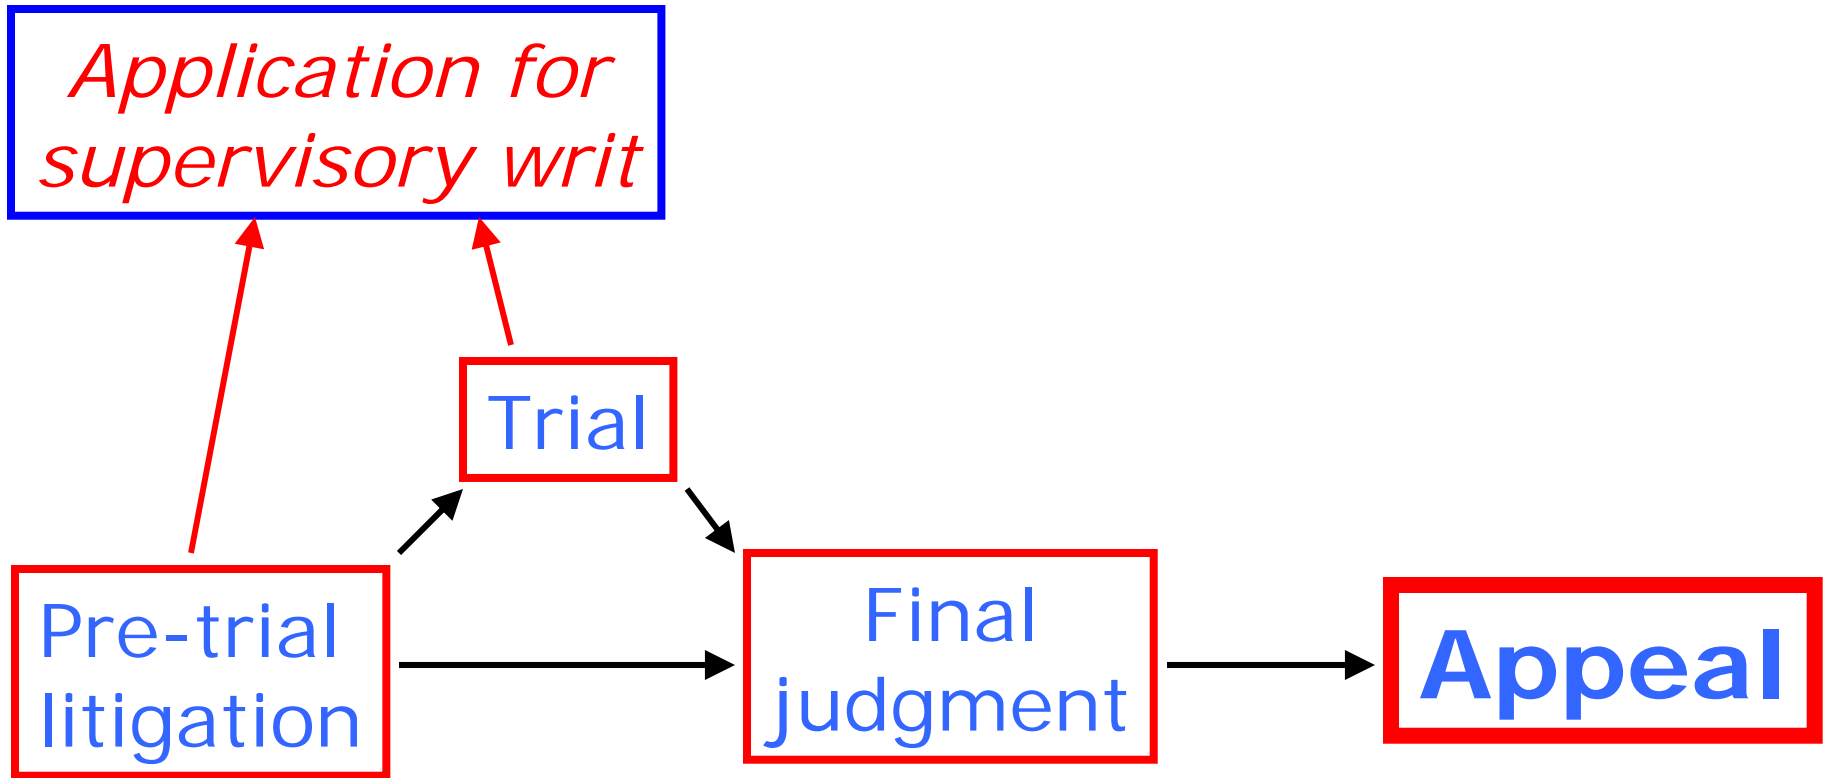 Application for
supervisory writ
Trial
Pre-trial
litigation
Final
judgment
Appeal